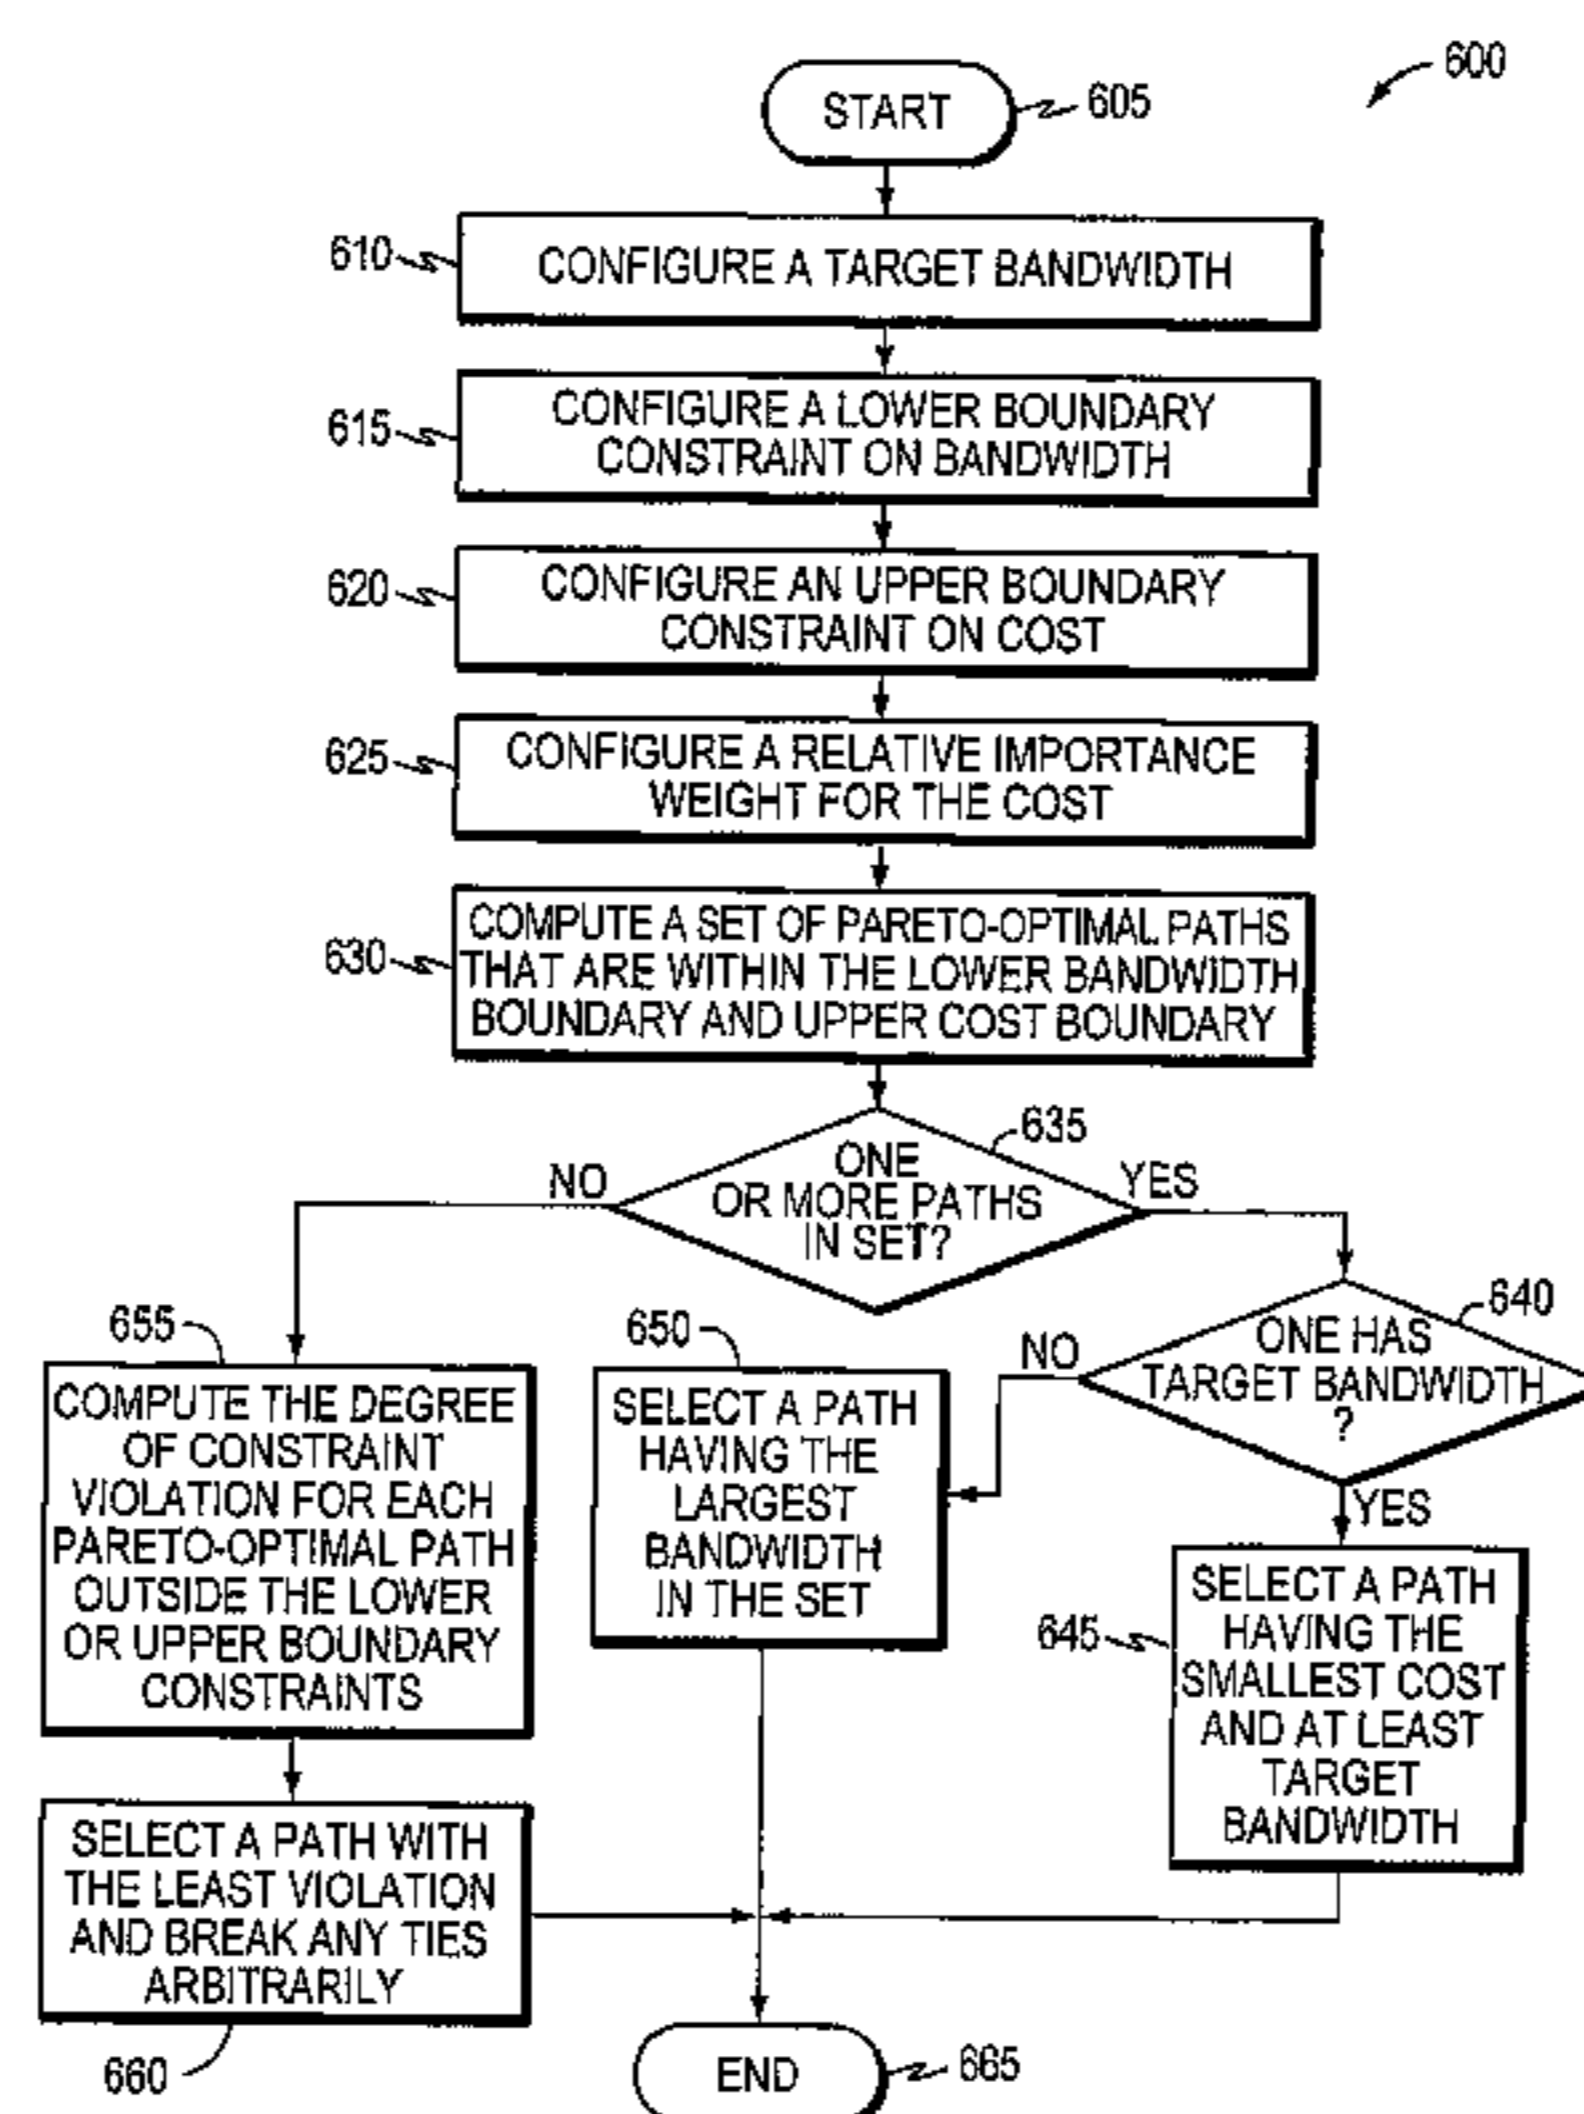 600
START
605
610
CONFIGURE A TARGET BANDWIDTH
615
CONFIGURE A LOWER BOUNDARY
CONSTRAINT ON BANDWIDTH
620
CONFIGURE AN UPPER BOUNDARY
CONSTRAINT ON COST
625
CONFIGURE A RELATIVE IMPORTANCE
WEIGHT FOR THE COST
630
COMPUTE A SET OF PARETO-OPTIMAL PATHS
THAT ARE WITHIN THE LOWER BANDWIDTH
BOUNDARY AND UPPER COST BOUNDARY
635
ONE
OR MORE PATHS
IN SET?
NO
YES
640
ONE HAS
TARGET BANDWIDTH
?
NO
YES
655
COMPUTE THE DEGREE
OF CONSTRAINT
VIOLATION FOR EACH
PARETO-OPTIMAL PATH
OUTSIDE THE LOWER
OR UPPER BOUNDARY
CONSTRAINTS
650
SELECT A PATH
HAVING THE
LARGEST
BANDWIDTH
IN THE SET
645
SELECT A PATH
HAVING THE
SMALLEST COST
AND AT LEAST
TARGET
BANDWIDTH
SELECT A PATH WITH
THE LEAST VIOLATION
AND BREAK ANY TIES
ARBITRARILY
660
END
665